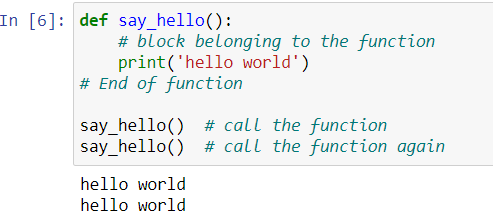 In [6]: def say_hello():
    # block belonging to the function
    print('hello world')
# End of function

say_hello()  # call the function
say_hello()  # call the function again
hello world
hello world